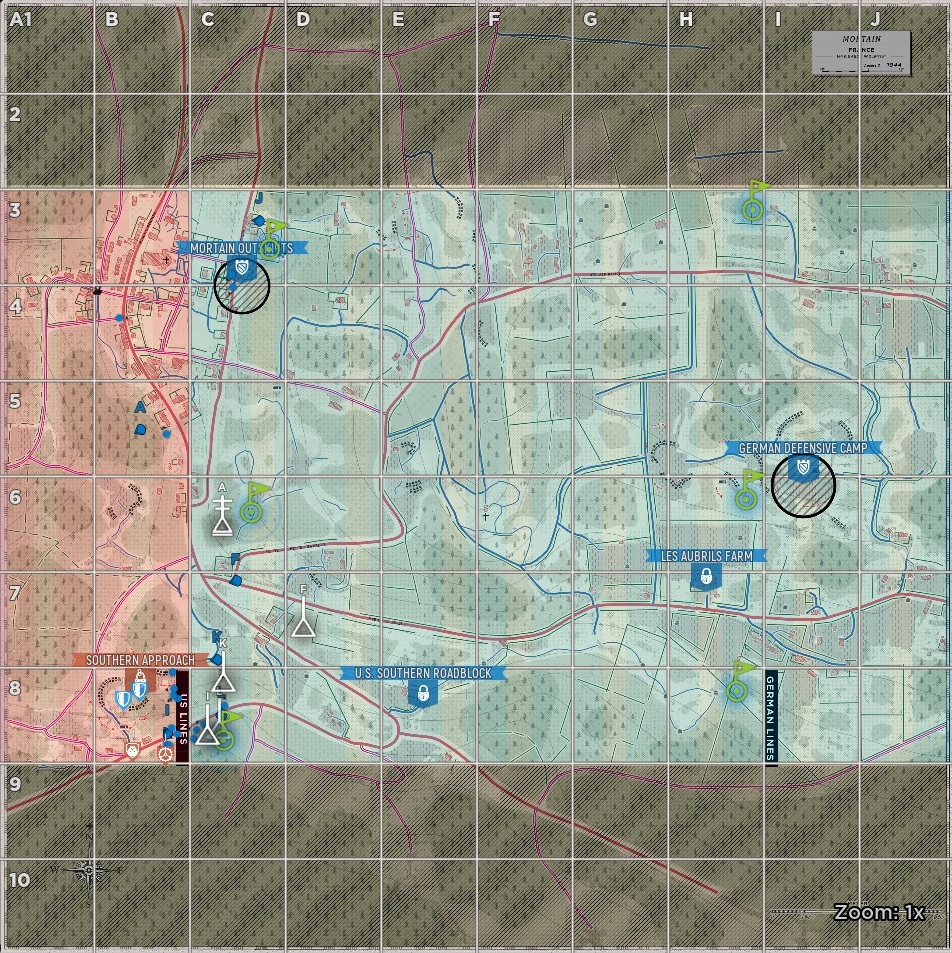 A1 B C D E F G H I J
MORTAIN
FRANCE
1944
2
3
J
MORTAIN OUTSKIRTS
4
5
A
GERMAN DEFENSIVE CAMP
6
A
F
LES AUBRILS FARM
7
F
K
K
SOUTHERN APPROACH
U.S. SOUTHERN ROADBLOCK
8
I
US LINES
GERMAN LINES
9
10
W
Zoom: 1x